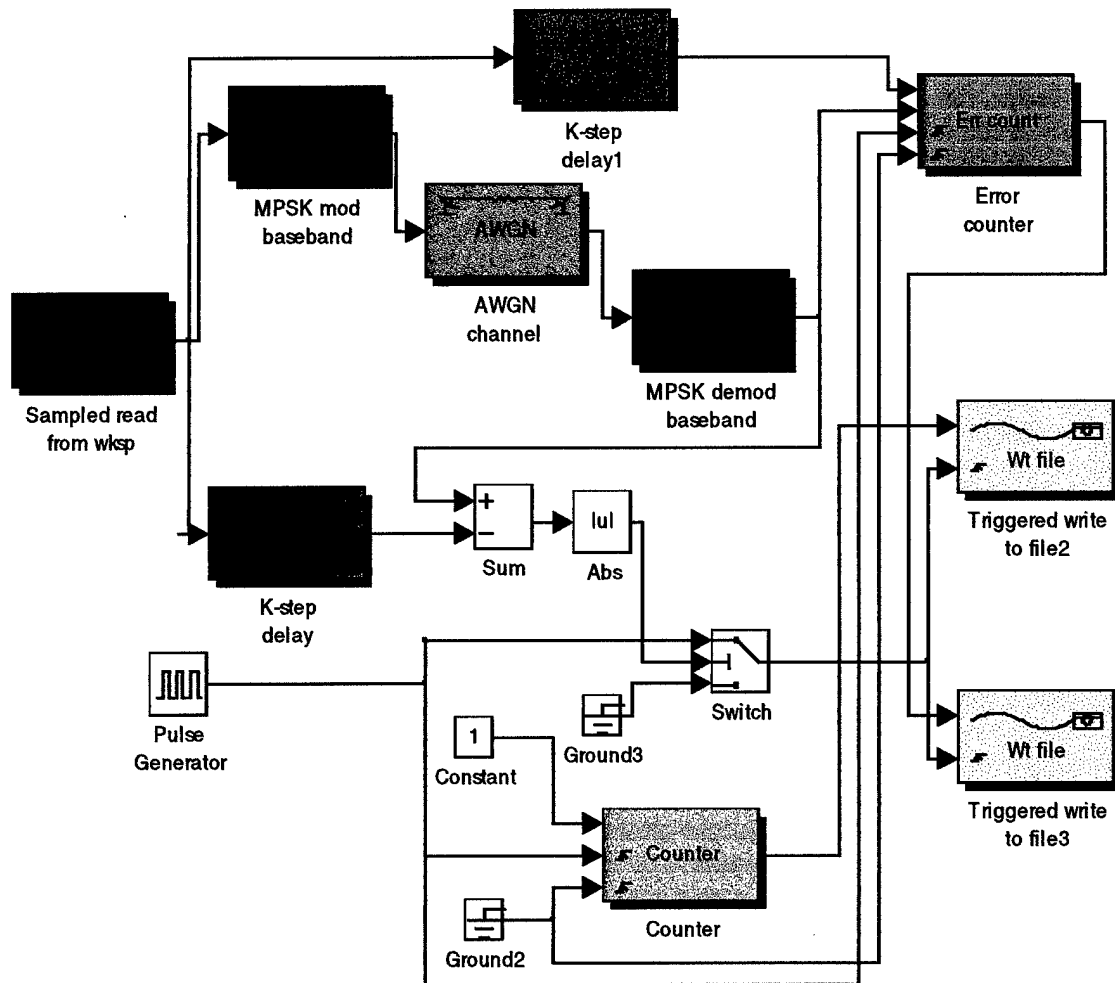 K-step
delay1
Err count
Error
counter
MPSK mod
baseband
AWGN
AWGN
channel
MPSK demod
baseband
Sampled read
from wksp
Wt file
Triggered write
to file2
+
−
Sum
|u|
Abs
K-step
delay
Pulse
Generator
Switch
Ground3
1
Constant
Wt file
Triggered write
to file3
Counter
Counter
Ground2